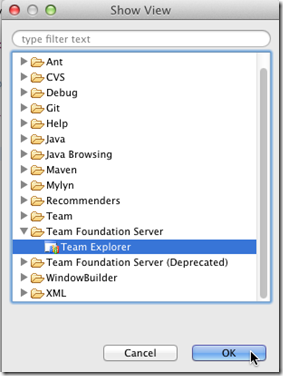 Show View
type filter text
Ant
CVS
Debug
Git
Help
Java
Java Browsing
Maven
Mylyn
Recommenders
Team
Team Foundation Server
Team Explorer
Team Foundation Server (Deprecated)
WindowBuilder
XML
Cancel
OK